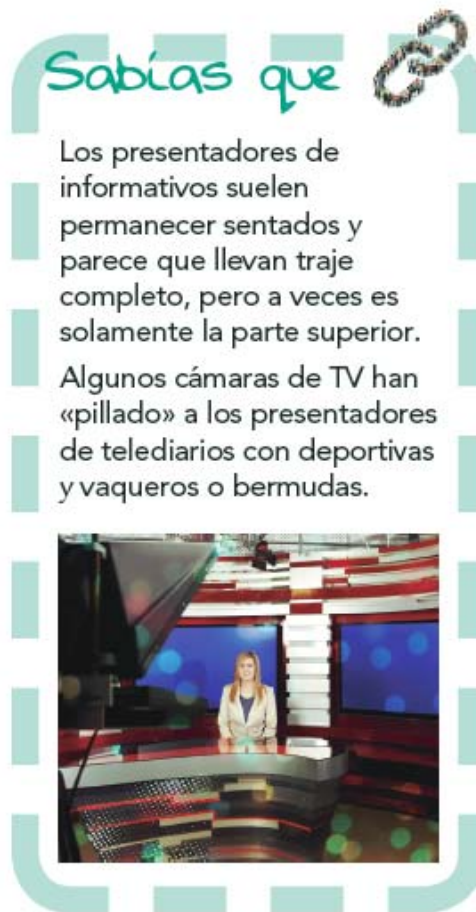 Sabías que
Los presentadores de
informativos suelen
permanecer sentados y
parece que llevan traje
completo, pero a veces es
solamente la parte superior.
Algunos cámaras de TV han
«pillado» a los presentadores
de telediarios con deportivas
y vaqueros o bermudas.